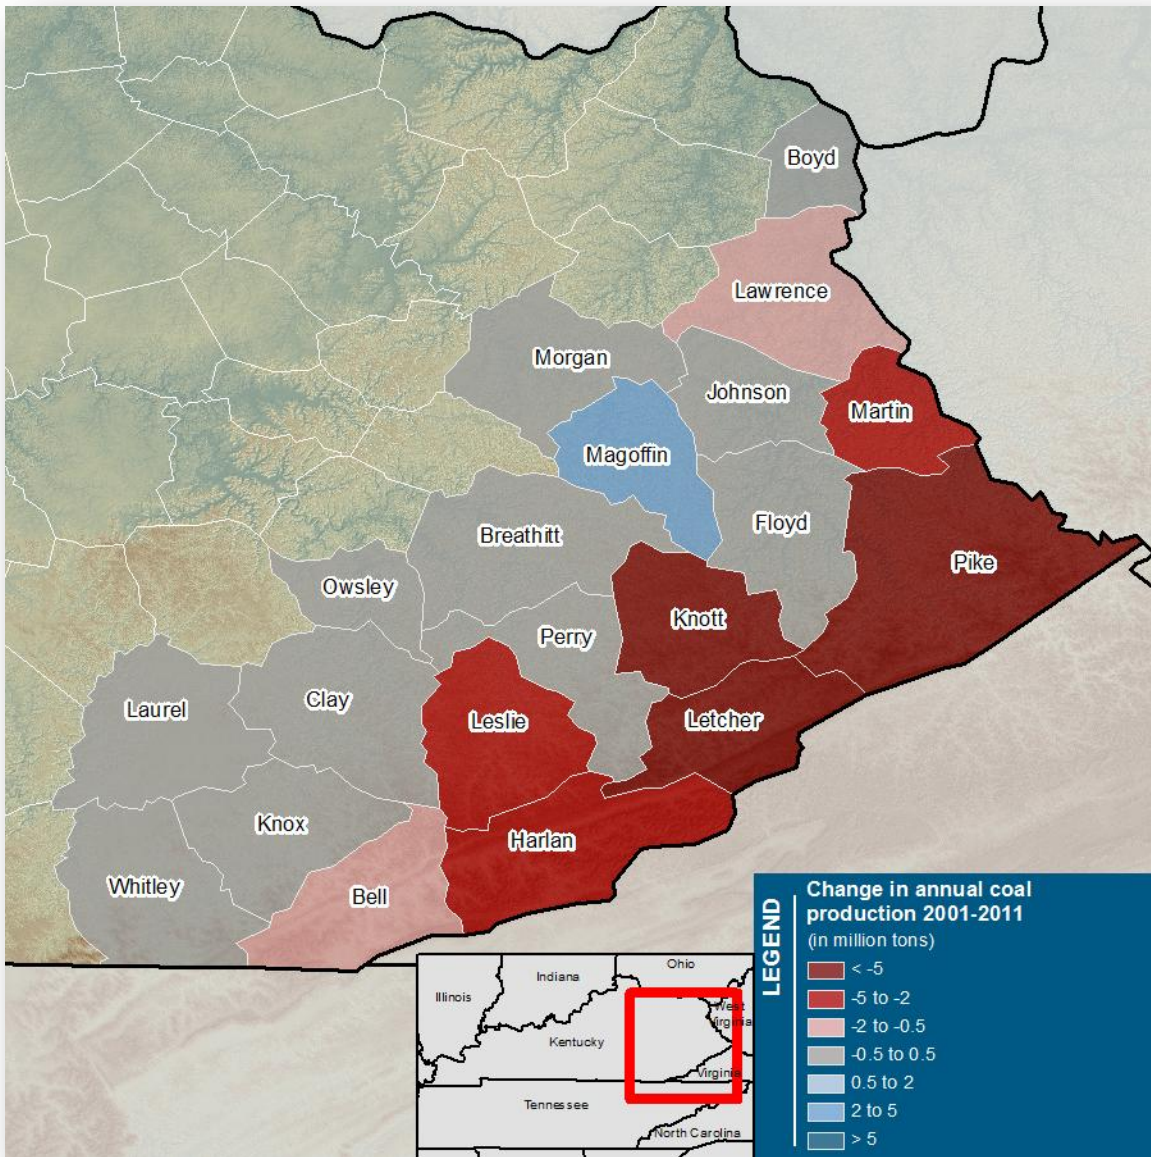 Boyd
Lawrence
Morgan
Johnson
Martin
Magoffin
Floyd
Breathitt
Pike
Owsley
Knott
Perry
Clay
Laurel
Leslie
Letcher
Knox
Harlan
Whitley
Bell
LEGEND
Change in annual coal
production 2001-2011
(in million tons)
< -5
-5 to -2
-2 to -0.5
-0.5 to 0.5
0.5 to 2
2 to 5
> 5
Ohio
Indiana
Illinois
West
Virginia
Kentucky
Virginia
Tennessee
North Carolina